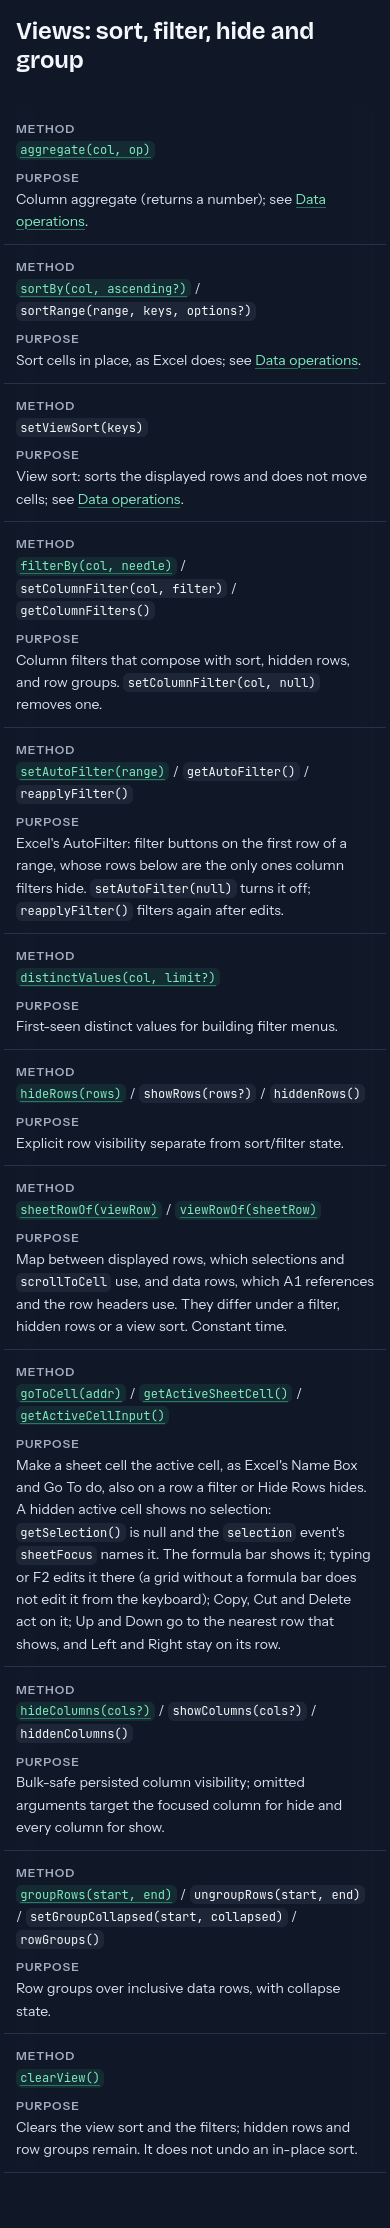 Views: sort, filter, hide and
group
METHOD
aggregate(col, op)
PURPOSE
Column aggregate (returns a number); see Data
operations.
METHOD
sortBy(col, ascending?) /
sortRange(range, keys, options?)
PURPOSE
Sort cells in place, as Excel does; see Data operations.
METHOD
setViewSort(keys)
PURPOSE
View sort: sorts the displayed rows and does not move
cells; see Data operations.
METHOD
filterBy(col, needle) /
setColumnFilter(col, filter) /
getColumnFilters()
PURPOSE
Column filters that compose with sort, hidden rows,
and row groups. setColumnFilter(col, null)
removes one.
METHOD
setAutoFilter(range) / getAutoFilter() /
reapplyFilter()
PURPOSE
Excel's AutoFilter: filter buttons on the first row of a
range, whose rows below are the only ones column
filters hide. setAutoFilter(null) turns it off;
reapplyFilter() filters again after edits.
METHOD
distinctValues(col, limit?)
PURPOSE
First-seen distinct values for building filter menus.
METHOD
hideRows(rows) / showRows(rows?) / hiddenRows()
PURPOSE
Explicit row visibility separate from sort/filter state.
METHOD
sheetRowOf(viewRow) / viewRowOf(sheetRow)
PURPOSE
Map between displayed rows, which selections and
scrollToCell use, and data rows, which A1 references
and the row headers use. They differ under a filter,
hidden rows or a view sort. Constant time.
METHOD
goToCell(addr) / getActiveSheetCell() /
getActiveCellInput()
PURPOSE
Make a sheet cell the active cell, as Excel's Name Box
and Go To do, also on a row a filter or Hide Rows hides.
A hidden active cell shows no selection:
getSelection() is null and the selection event's
sheetFocus names it. The formula bar shows it; typing
or F2 edits it there (a grid without a formula bar does
not edit it from the keyboard); Copy, Cut and Delete
act on it; Up and Down go to the nearest row that
shows, and Left and Right stay on its row.
METHOD
hideColumns(cols?) / showColumns(cols?) /
hiddenColumns()
PURPOSE
Bulk-safe persisted column visibility; omitted
arguments target the focused column for hide and
every column for show.
METHOD
groupRows(start, end) / ungroupRows(start, end)
/ setGroupCollapsed(start, collapsed) /
rowGroups()
PURPOSE
Row groups over inclusive data rows, with collapse
state.
METHOD
clearView()
PURPOSE
Clears the view sort and the filters; hidden rows and
row groups remain. It does not undo an in-place sort.